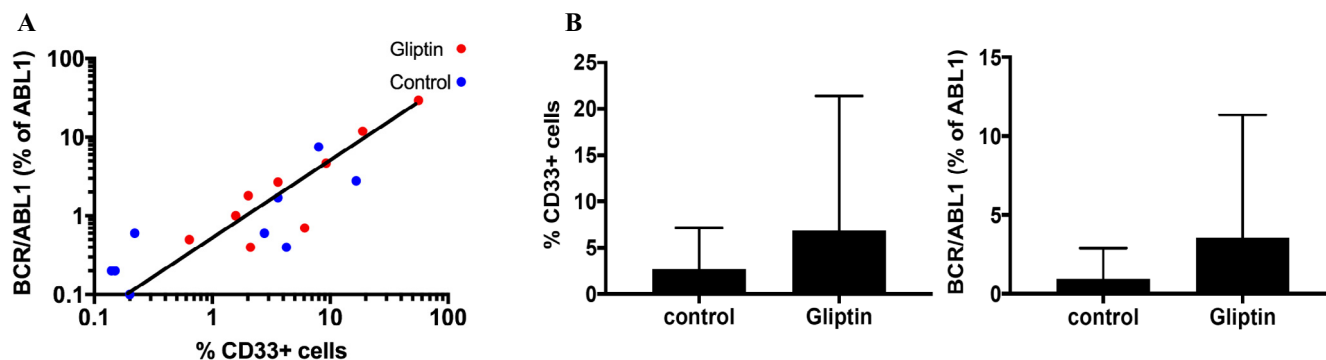 A
BCR/ABL1 (% of ABL1)
100
10
1
0.1
0.1 1 10 100
% CD33+ cells
Gliptin
Control
B
% CD33+ cells
25
20
15
10
5
0
control Gliptin
BCR/ABL1 (% of ABL1)
15
10
5
0
control Gliptin